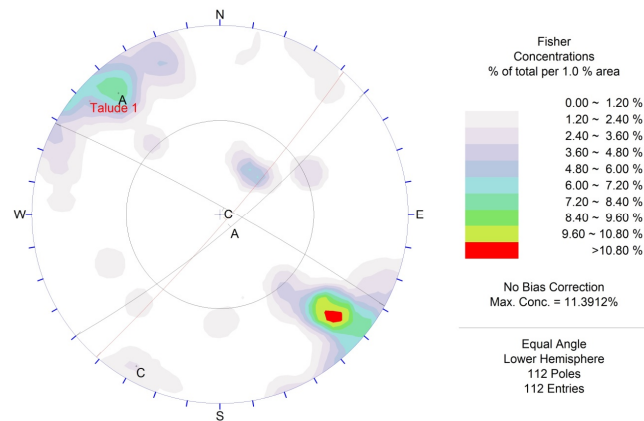 N
Fisher
Concentrations
% of total per 1.0 % area
0.00 ~ 1.20 %
1.20 ~ 2.40 %
2.40 ~ 3.60 %
3.60 ~ 4.80 %
4.80 ~ 6.00 %
6.00 ~ 7.20 %
7.20 ~ 8.40 %
8.40 ~ 9.60 %
9.60 ~ 10.80 %
>10.80 %
A
Talude 1
W
C
E
A
No Bias Correction
Max. Conc. = 11.3912%
Equal Angle
Lower Hemisphere
112 Poles
112 Entries
C
S